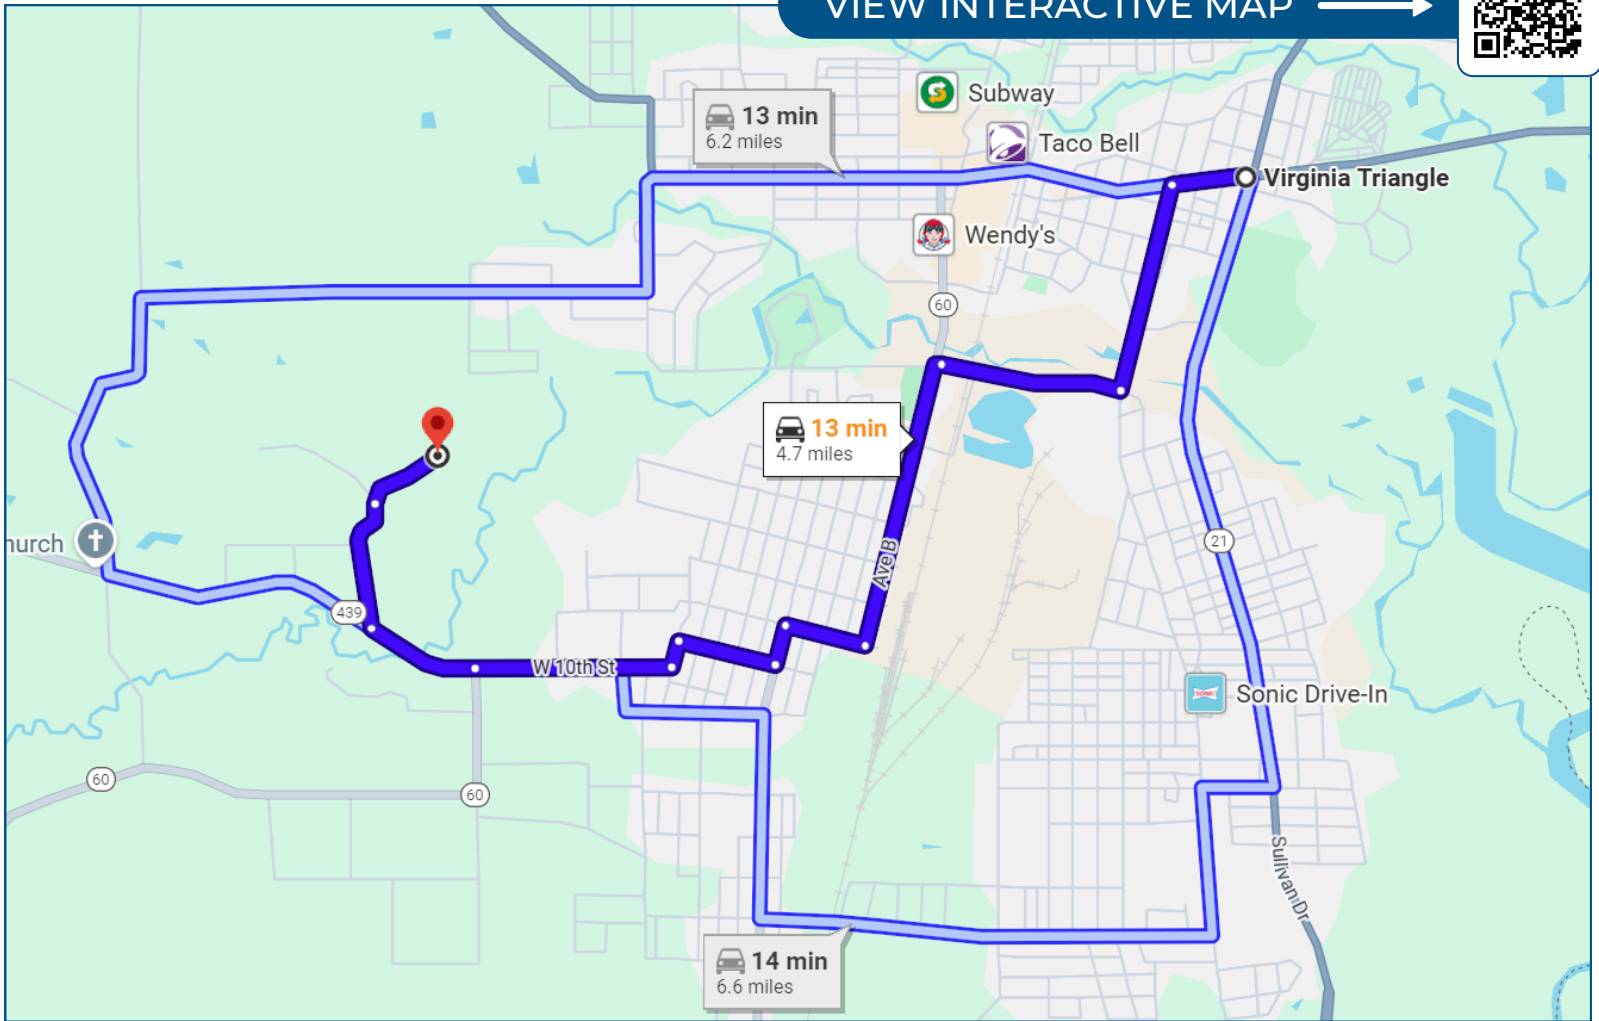 VIEW INTERACTIVE MAP
Subway
13 min
6.2 miles
Taco Bell
Virginia Triangle
Wendy's
60
13 min
4.7 miles
hurch
21
Ave B
439
W 10th St
Sonic Drive-In
SONIC
60
60
Sullivan Dr
14 min
6.6 miles